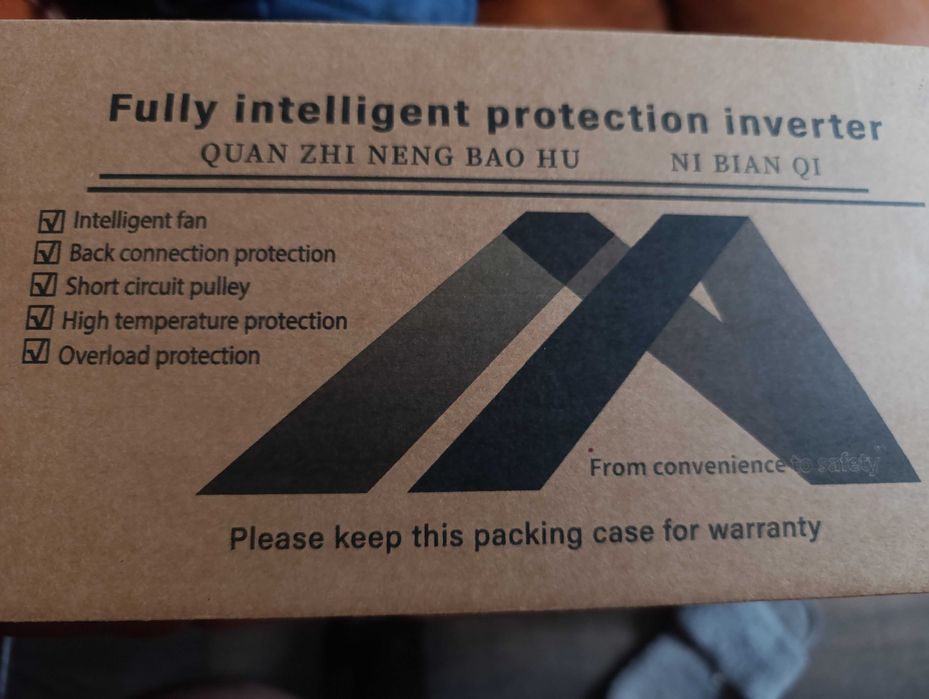 Fully intelligent protection inverter
QUAN ZHI NENG BAO HU NI BIAN QI
Intelligent fan
Back connection protection
Short circuit pulley
High temperature protection
Overload protection
From convenience to safety
Please keep this packing case for warranty